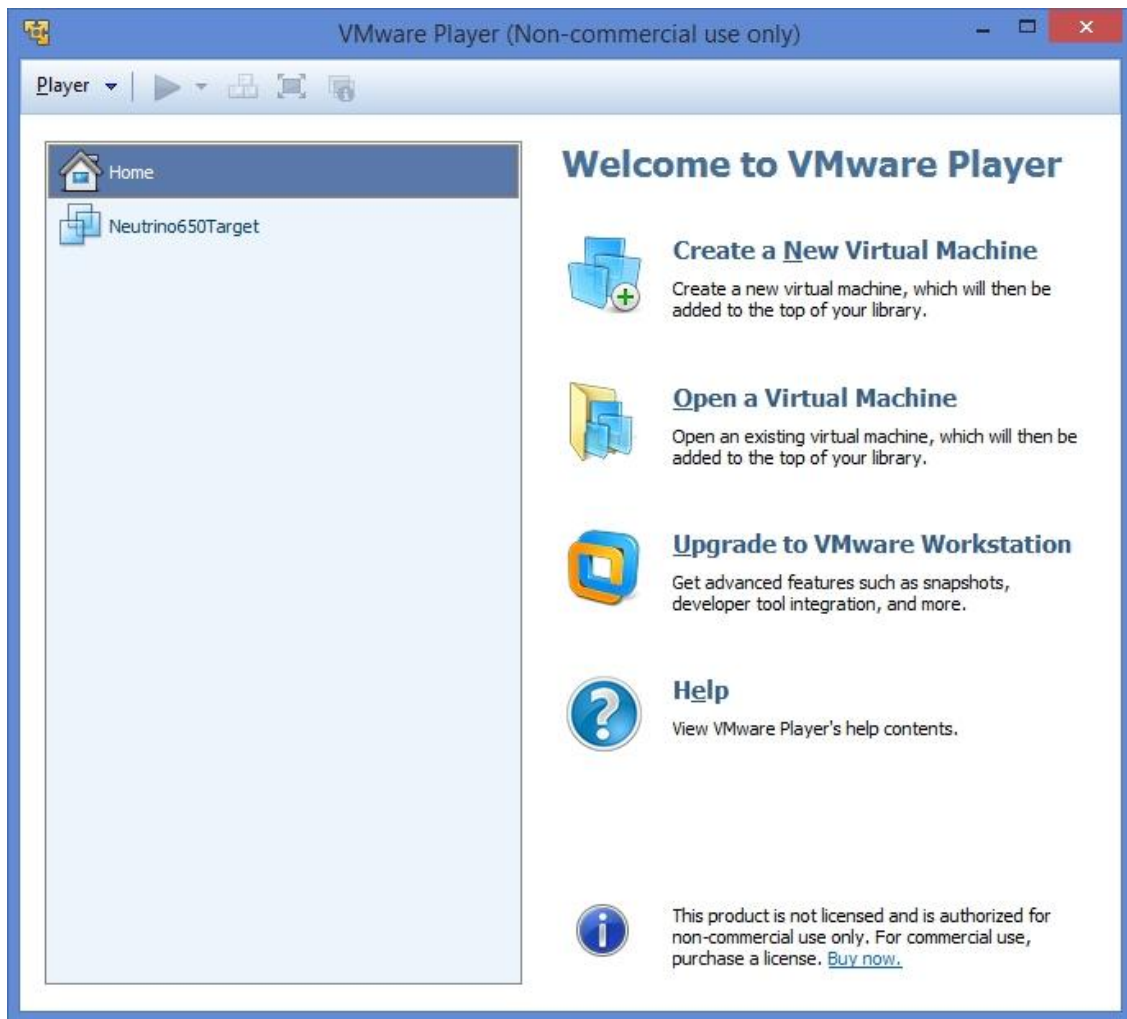 VMware Player (Non-commercial use only)
Player
Home
Neutrino650Target
Welcome to VMware Player
Create a New Virtual Machine
Create a new virtual machine, which will then be
added to the top of your library.
Open a Virtual Machine
Open an existing virtual machine, which will then be
added to the top of your library.
Upgrade to VMware Workstation
Get advanced features such as snapshots,
developer tool integration, and more.
Help
View VMware Player's help contents.
This product is not licensed and is authorized for
non-commercial use only. For commercial use,
purchase a license. Buy now.